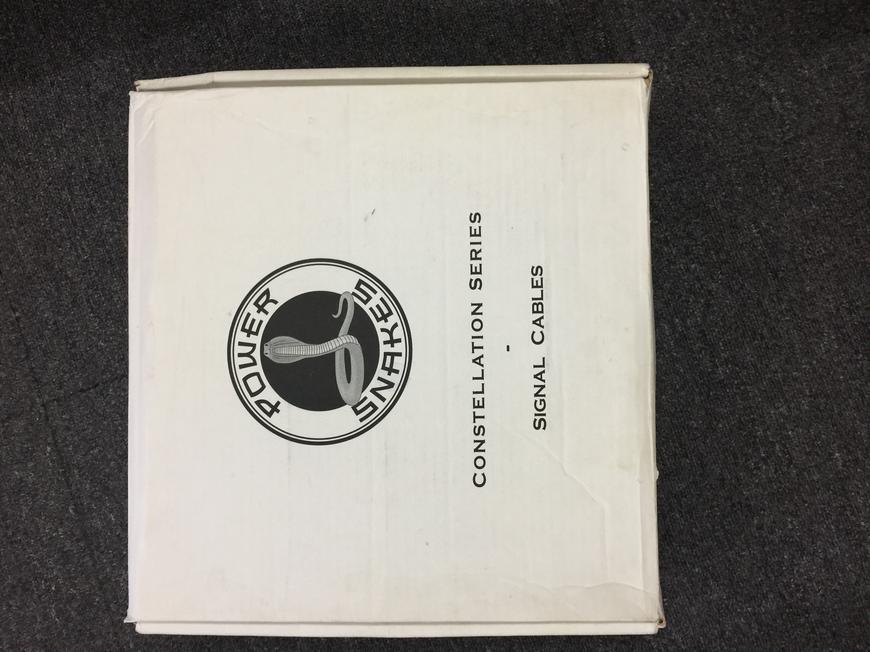 POWER
SNAKES
CONSTELLATION SERIES
-
SIGNAL CABLES